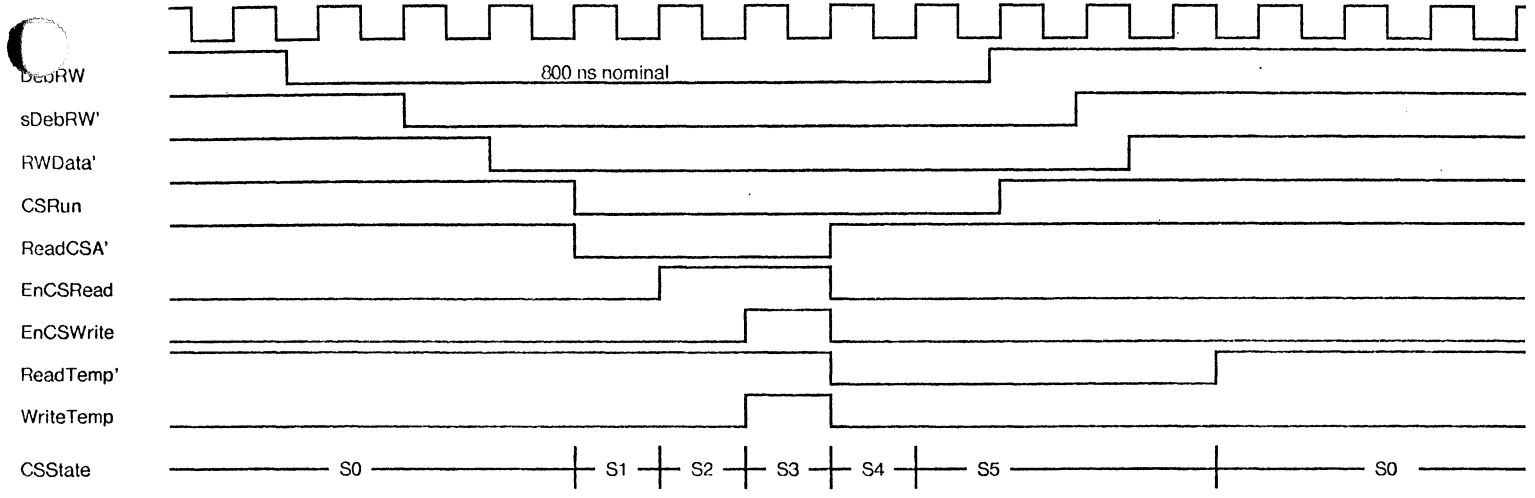 DebRW 800 ns nominal
sDebRW'
RWData'
CSRun
ReadCSA'
EnCSRead
EnCSWrite
ReadTemp'
WriteTemp
CSState S0 S1 S2 S3 S4 S5 S0